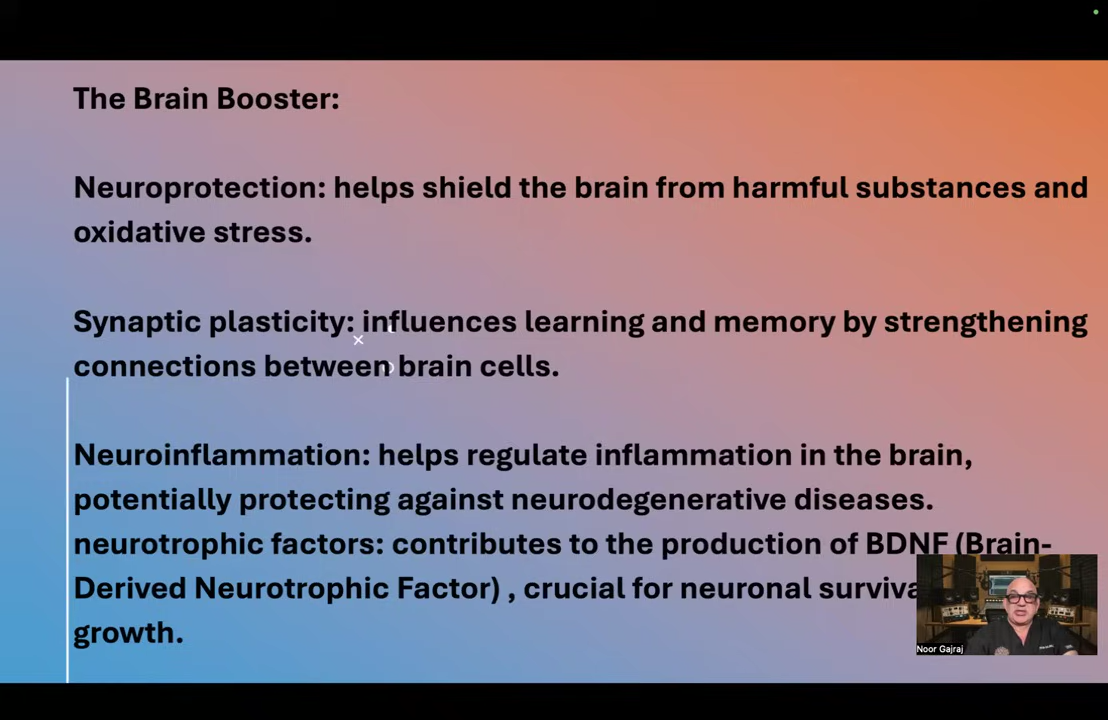 The Brain Booster:
Neuroprotection: helps shield the brain from harmful substances and
oxidative stress.
Synaptic plasticity: influences learning and memory by strengthening
connections between brain cells.
Neuroinflammation: helps regulate inflammation in the brain,
potentially protecting against neurodegenerative diseases.
neurotrophic factors: contributes to the production of BDNF (Brain-
Derived Neurotrophic Factor) , crucial for neuronal
growth.
Noor Gajraj